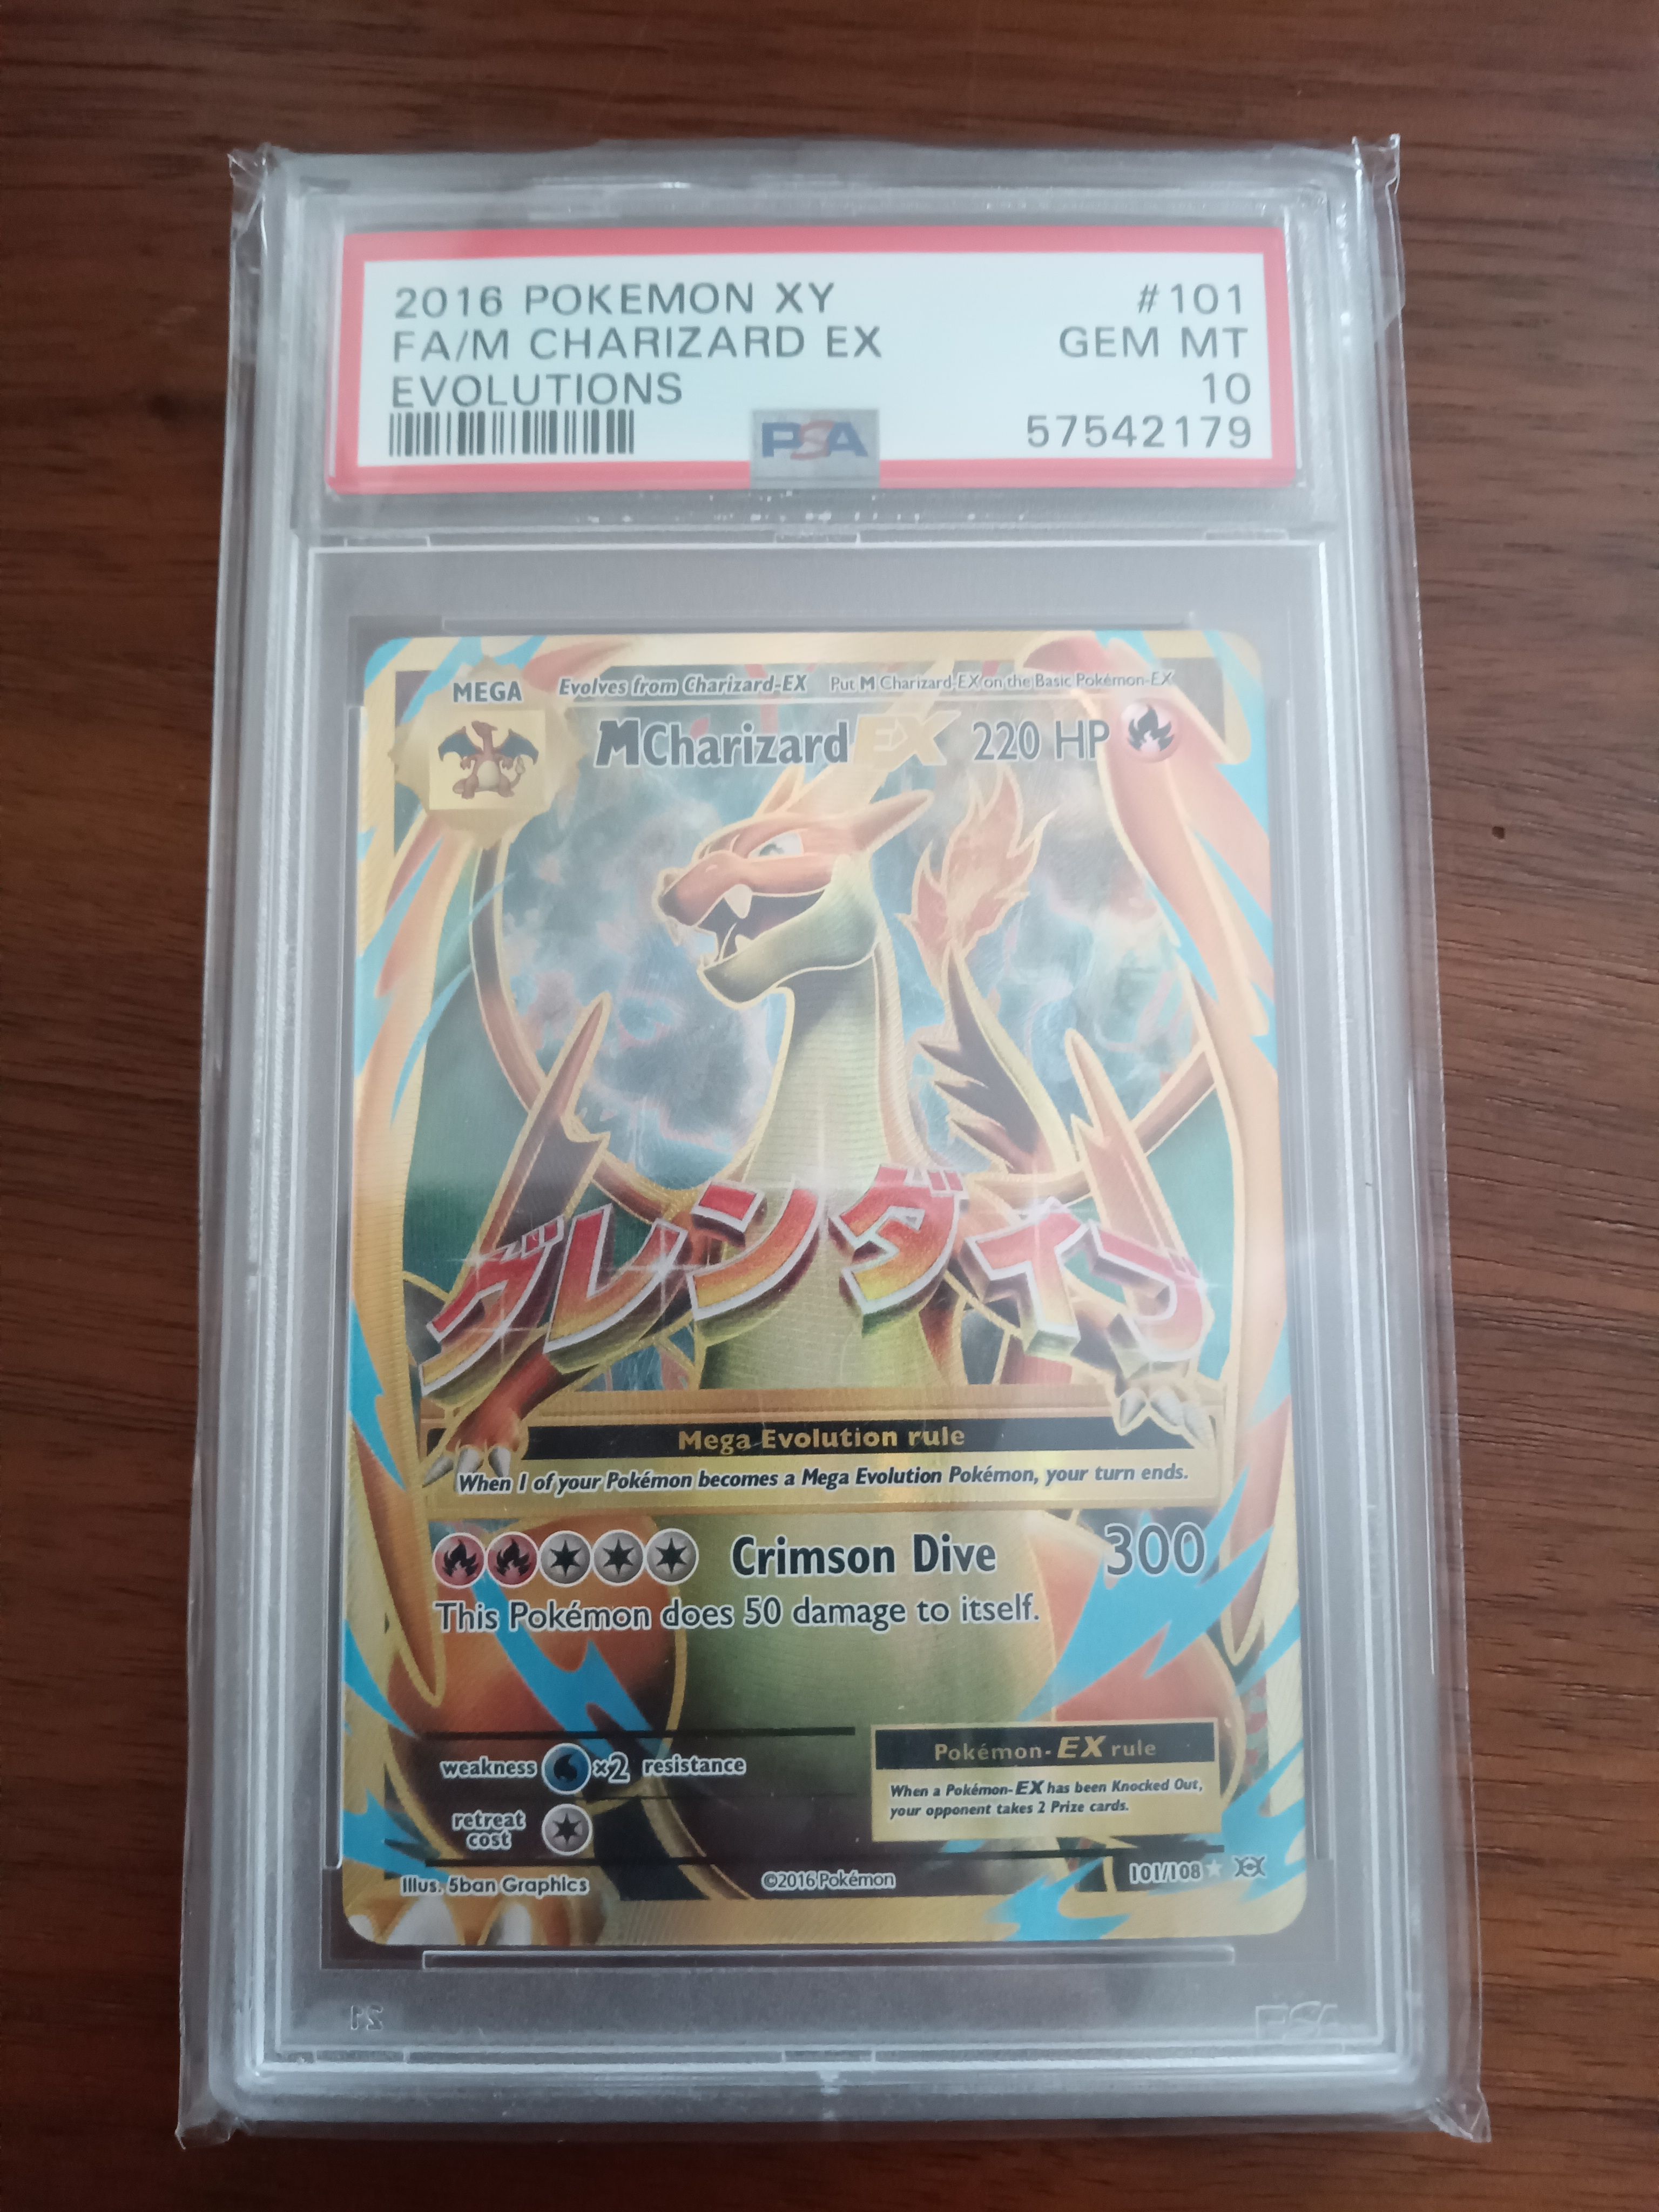 2016 POKEMON XY #101
FA/M CHARIZARD EX GEM MT
EVOLUTIONS 10
PSA 57542179
MEGA
Evolves from Charizard-EX Put M Charizard-EX on the Basic Pokémon-EX
MCharizard EX 220 HP
グレンダイブ
Mega Evolution rule
When 1 of your Pokémon becomes a Mega Evolution Pokémon, your turn ends.
Crimson Dive 300
This Pokémon does 50 damage to itself.
weakness ×2 resistance
retreat
cost
Pokémon-EX rule
When a Pokémon-EX has been Knocked Out,
your opponent takes 2 Prize cards.
Illus. 5ban Graphics ©2016 Pokémon 101/108